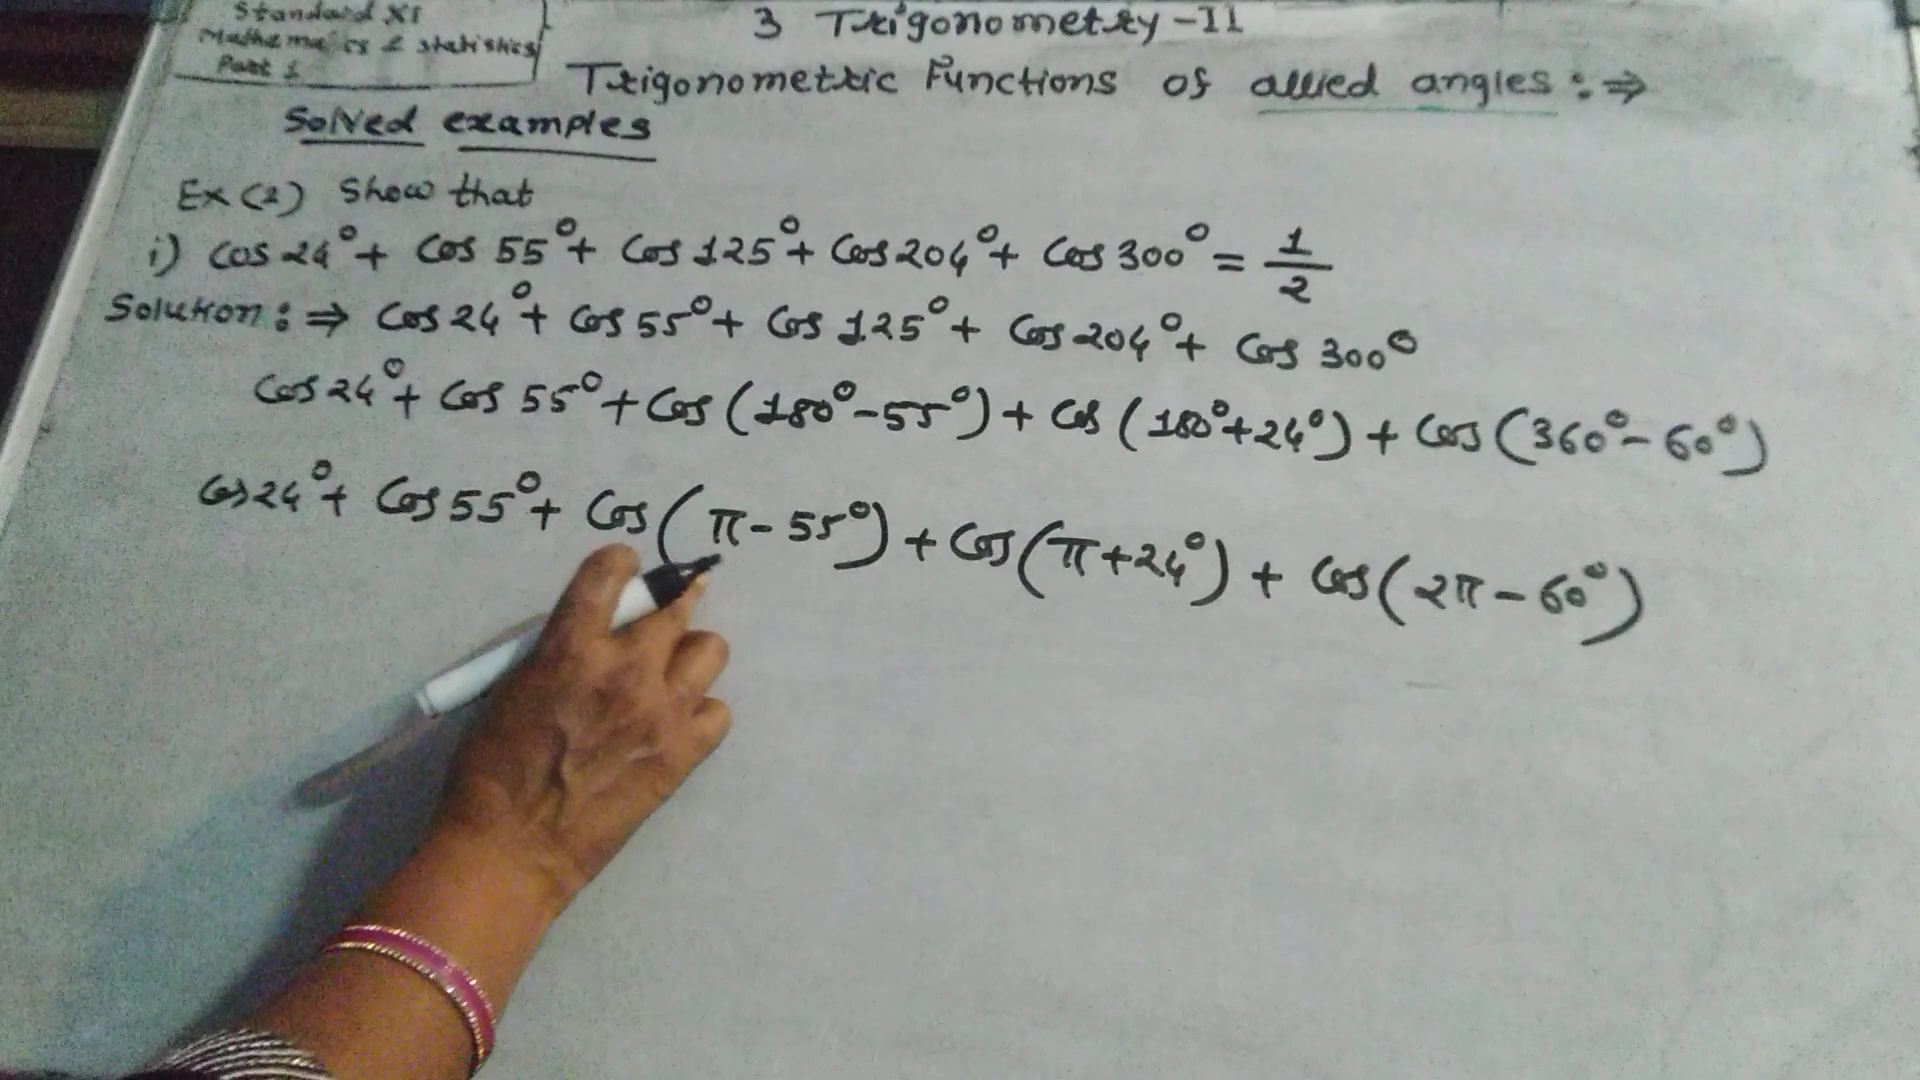 Standard XI
Mathematics & Statistics
Part 1
3 Trigonometry-II
Trigonometric Functions of allied angles :⇒
Solved examples
Ex (2) Show that
i) cos 24° + cos 55° + cos 125° + cos 204° + cos 300° = 1/2
Solution :⇒ cos 24° + cos 55° + cos 125° + cos 204° + cos 300°
cos 24° + cos 55° + cos (180° - 55°) + cos (180° + 24°) + cos (360° - 60°)
cos 24° + cos 55° + cos (π - 55°) + cos (π + 24°) + cos (2π - 60°)